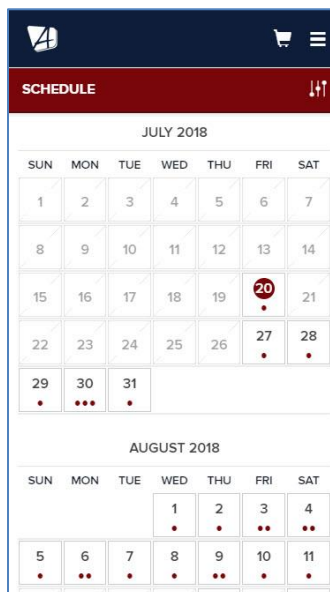 SCHEDULE
JULY 2018
SUN MON TUE WED THU FRI SAT
1 2 3 4 5 6 7
8 9 10 11 12 13 14
15 16 17 18 19 20 21
22 23 24 25 26 27 28
29 30 31
AUGUST 2018
SUN MON TUE WED THU FRI SAT
1 2 3 4
5 6 7 8 9 10 11